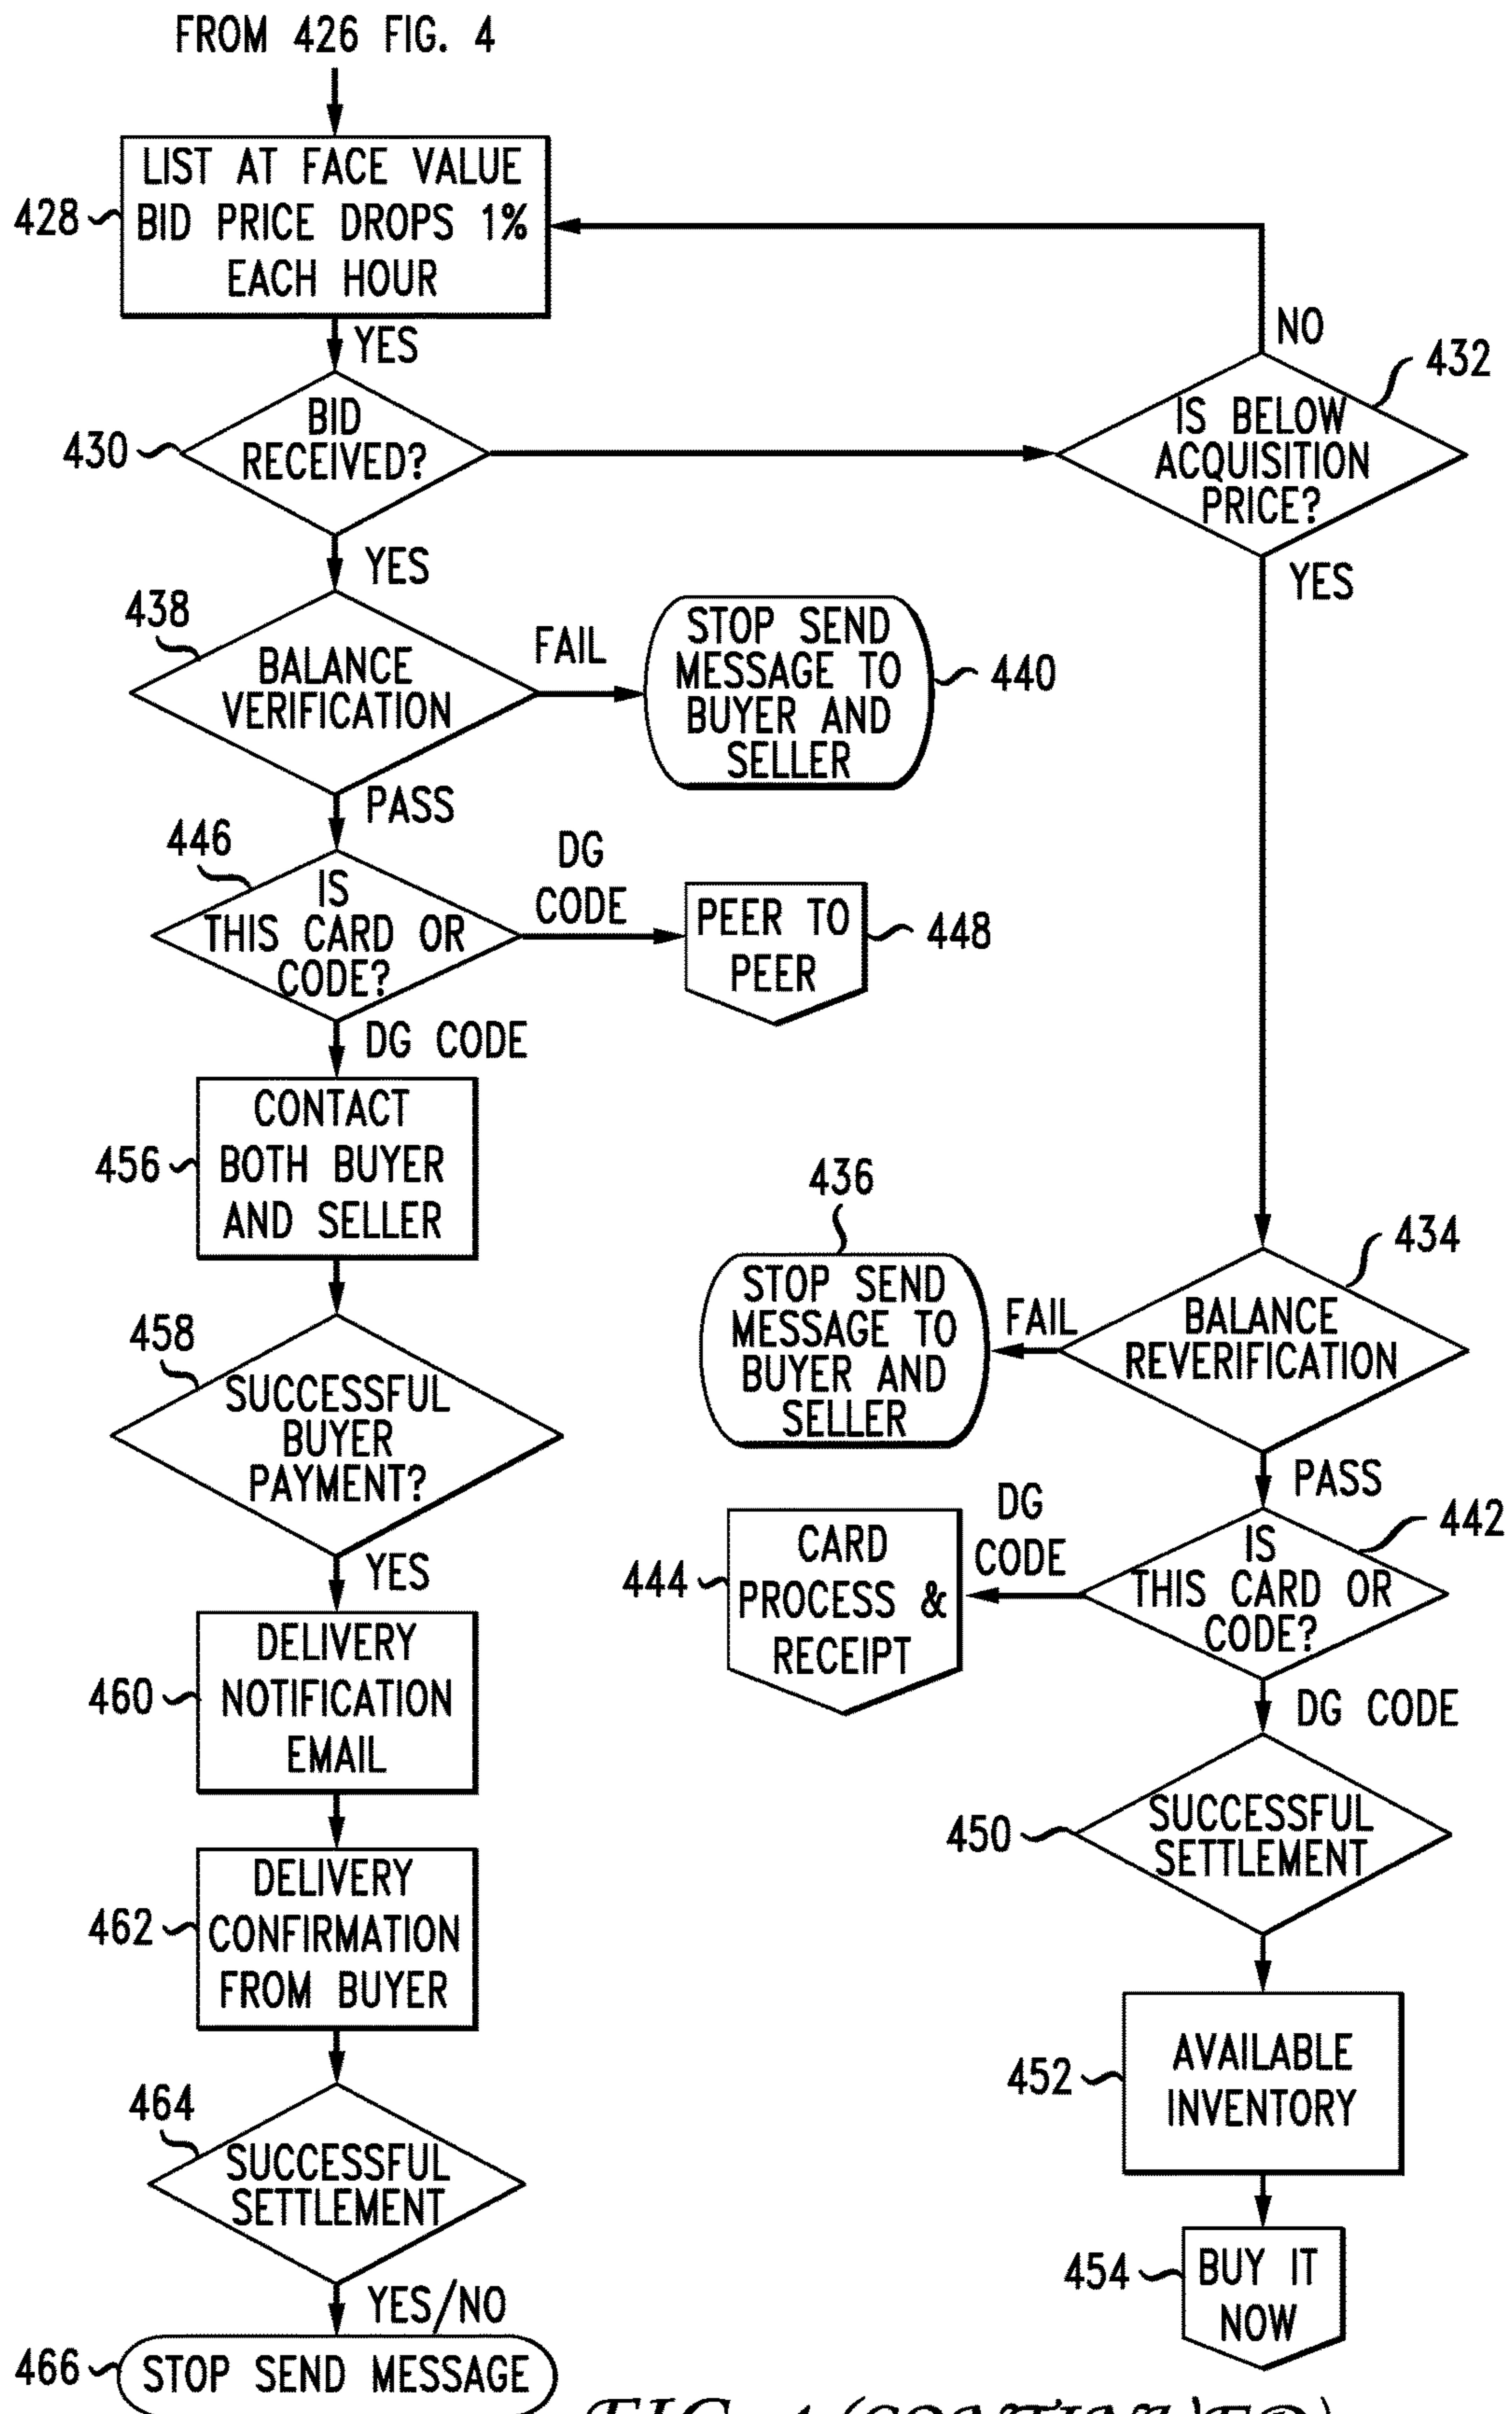 FROM 426 FIG. 4
428
LIST AT FACE VALUE
BID PRICE DROPS 1%
EACH HOUR
YES
430
BID
RECEIVED?
NO
432
IS BELOW
ACQUISITION
PRICE?
YES
YES
438
BALANCE
VERIFICATION
FAIL
STOP SEND
MESSAGE TO
BUYER AND
SELLER
440
PASS
446
IS
THIS CARD OR
CODE?
DG
CODE
PEER TO
PEER
448
DG CODE
456
CONTACT
BOTH BUYER
AND SELLER
436
STOP SEND
MESSAGE TO
BUYER AND
SELLER
FAIL
434
BALANCE
REVERIFICATION
458
SUCCESSFUL
BUYER
PAYMENT?
PASS
442
IS
THIS CARD OR
CODE?
DG
CODE
444
CARD
PROCESS &
RECEIPT
YES
460
DELIVERY
NOTIFICATION
EMAIL
DG CODE
450
SUCCESSFUL
SETTLEMENT
462
DELIVERY
CONFIRMATION
FROM BUYER
452
AVAILABLE
INVENTORY
464
SUCCESSFUL
SETTLEMENT
454
BUY IT
NOW
YES/NO
466
STOP SEND MESSAGE
FIG. 4 (CONTINUED)